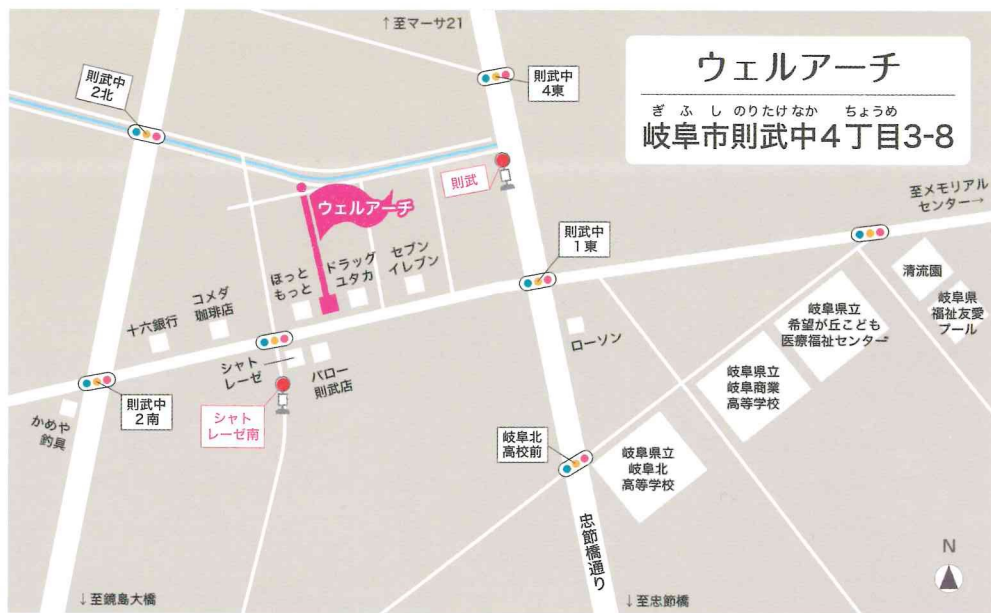 ↑至マーサ21
ウェルアーチ
ぎふし のりたけなか ちょうめ
岐阜市則武中4丁目3-8
則武中
2北
則武中
4東
則武
ウェルアーチ
至メモリアル
センター→
則武中
1東
セブン
イレブン
ドラッグ
ユタカ
ほっと
もっと
コメダ
珈琲店
十六銀行
清流園
岐阜県
福祉友愛
プール
岐阜県立
希望が丘こども
医療福祉センター
ローソン
シャト
レーゼ
バロー
則武店
岐阜県立
岐阜商業
高等学校
則武中
2南
かめや
釣具
シャト
レーゼ南
岐阜北
高校前
岐阜県立
岐阜北
高等学校
忠節橋通り
N
↓至鏡島大橋
↓至忠節橋